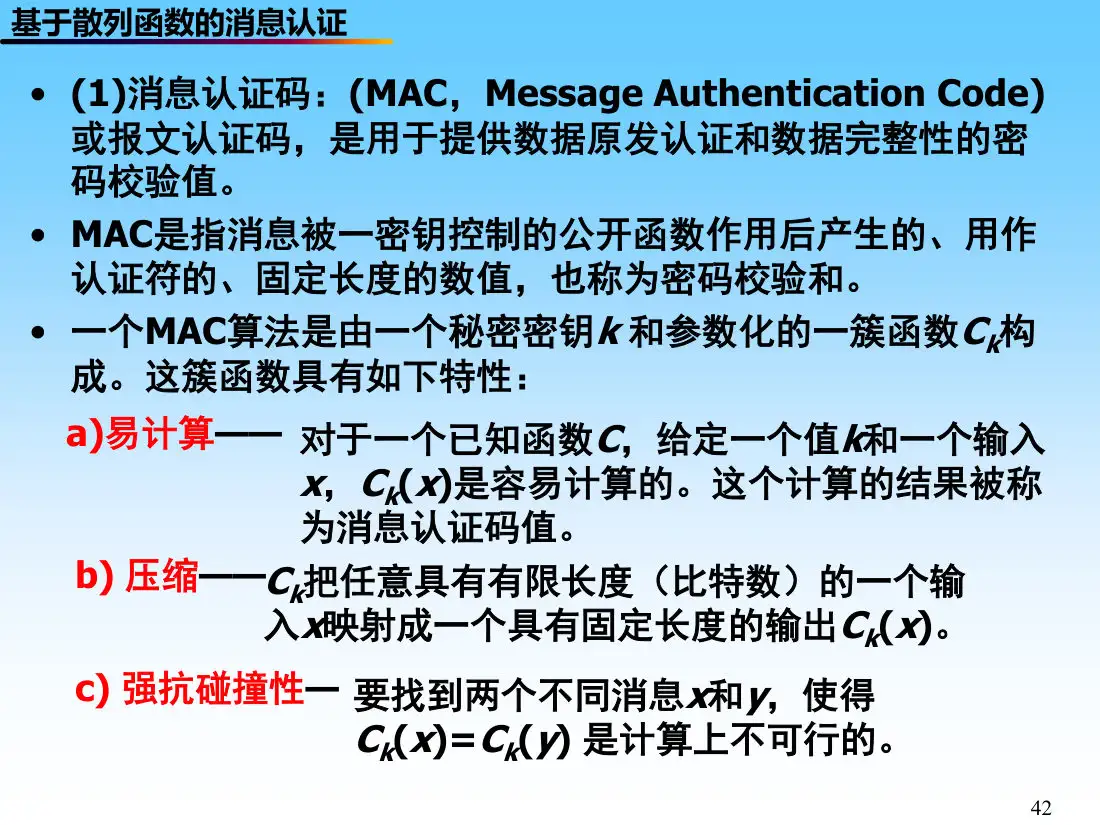 基于散列函数的消息认证
• (1)消息认证码：(MAC，Message Authentication Code)
或报文认证码，是用于提供数据原发认证和数据完整性的密
码校验值。
• MAC是指消息被一密钥控制的公开函数作用后产生的、用作
认证符的、固定长度的数值，也称为密码校验和。
• 一个MAC算法是由一个秘密密钥k 和参数化的一簇函数Ck构
成。这簇函数具有如下特性：
a)易计算—— 对于一个已知函数C，给定一个值k和一个输入
x，Ck(x)是容易计算的。这个计算的结果被称
为消息认证码值。
b) 压缩——Ck把任意具有有限长度（比特数）的一个输
入x映射成一个具有固定长度的输出Ck(x)。
c) 强抗碰撞性— 要找到两个不同消息x和y，使得
Ck(x)=Ck(y) 是计算上不可行的。
42